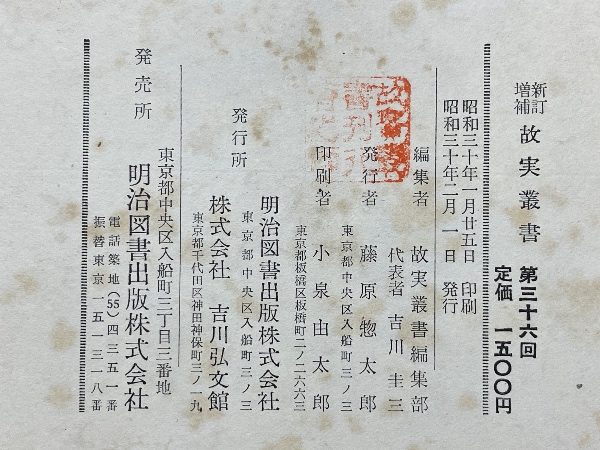 新訂
増補
故実叢書
第三十六回
定価 一五〇〇円
昭和三十年一月廿五日 印刷
昭和三十年二月一日 発行
編集者 故実叢書編集部
代表者 吉川圭三
発行者 藤原惣太郎
東京都中央区入船町三ノ三
印刷者 小泉由太郎
東京都板橋区板橋町二ノ二六六三
発行所
明治図書出版株式会社
東京都中央区入船町三ノ三
株式会社 吉川弘文館
東京都千代田区神田神保町三ノ一九
発売所
東京都中央区入船町三丁目三番地
明治図書出版株式会社
電話築地(55)四三五一番
振替東京一五一三一八番